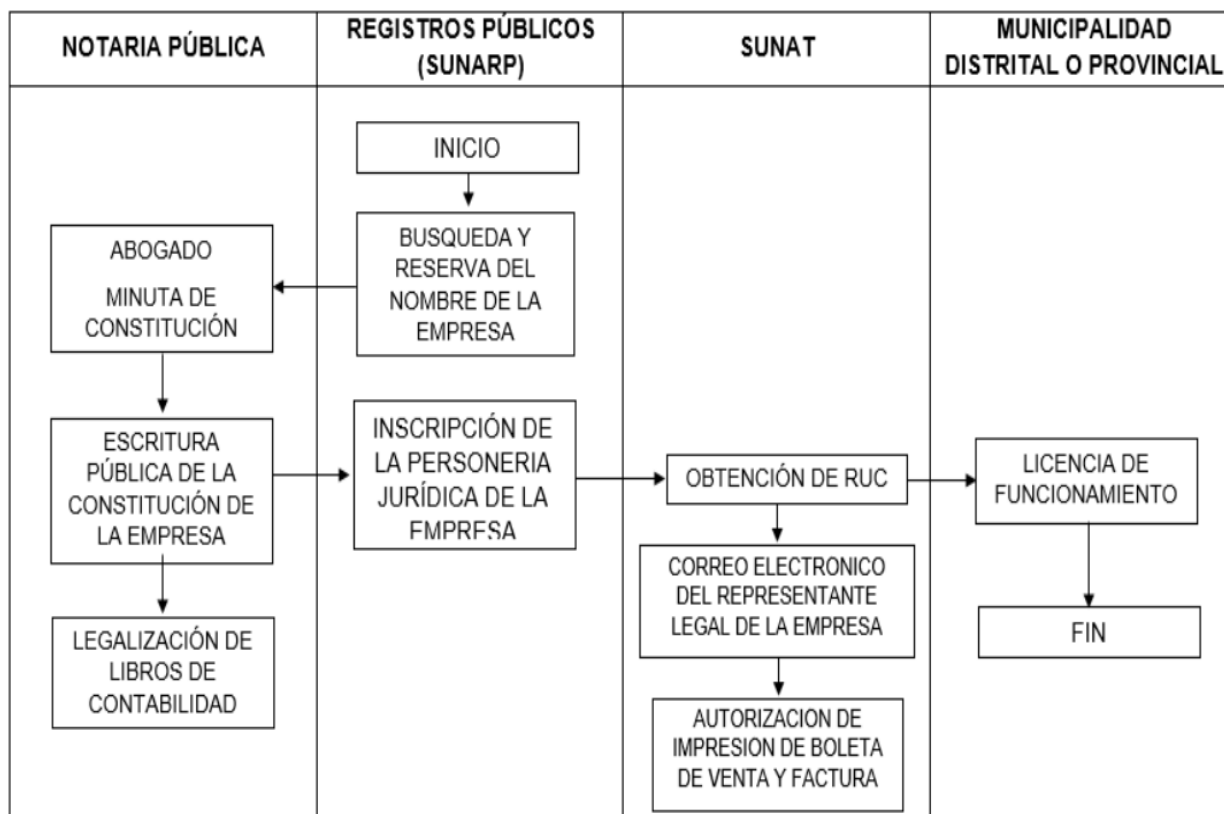 NOTARIA PÚBLICA
REGISTROS PÚBLICOS
(SUNARP)
SUNAT
MUNICIPALIDAD
DISTRITAL O PROVINCIAL
INICIO
BUSQUEDA Y
RESERVA DEL
NOMBRE DE LA
EMPRESA
ABOGADO
MINUTA DE
CONSTITUCIÓN
ESCRITURA
PÚBLICA DE LA
CONSTITUCIÓN DE
LA EMPRESA
LEGALIZACIÓN DE
LIBROS DE
CONTABILIDAD
INSCRIPCIÓN DE
LA PERSONERIA
JURÍDICA DE LA
EMPRESA
OBTENCIÓN DE RUC
CORREO ELECTRONICO
DEL REPRESENTANTE
LEGAL DE LA EMPRESA
AUTORIZACION DE
IMPRESION DE BOLETA
DE VENTA Y FACTURA
LICENCIA DE
FUNCIONAMIENTO
FIN